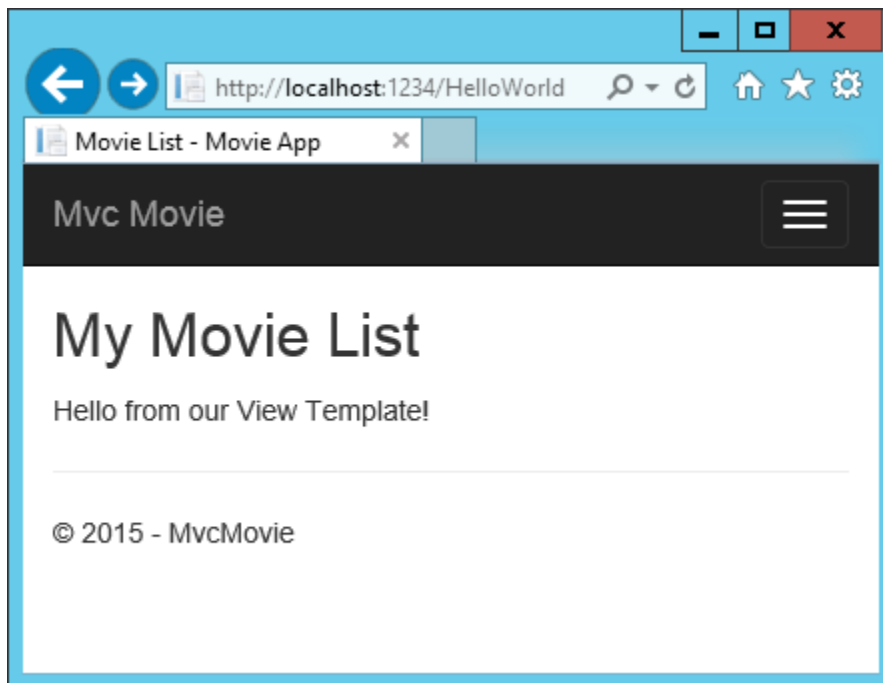 http://localhost:1234/HelloWorld
Movie List - Movie App
Mvc Movie
My Movie List
Hello from our View Template!
© 2015 - MvcMovie